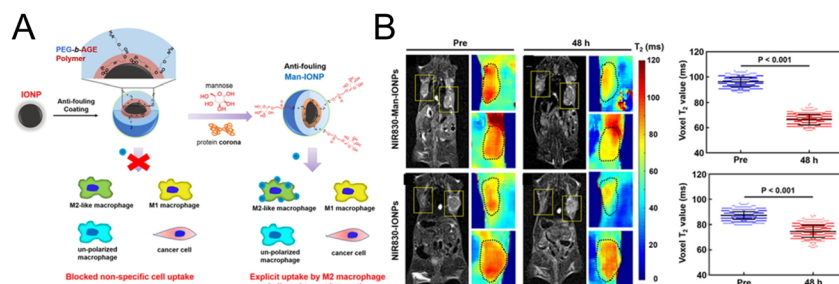 A
PEG-b-AGE
Polymer
IONP
Anti-fouling
Coating
mannose
protein corona
Anti-fouling
Man-IONP
M2-like macrophage
M1 macrophage
un-polarized
macrophage
cancer cell
Blocked non-specific cell uptake
M2-like macrophage
M1 macrophage
un-polarized
macrophage
cancer cell
Explicit uptake by M2 macrophage
B
Pre
48 h
T2 (ms)
NIR830-Man-IONPs
NIR830-IONPs
120
100
80
60
40
20
0
Voxel T2 value (ms)
120
100
80
60
40
P < 0.001
Pre
48 h
Voxel T2 value (ms)
120
100
80
60
40
P < 0.001
Pre
48 h